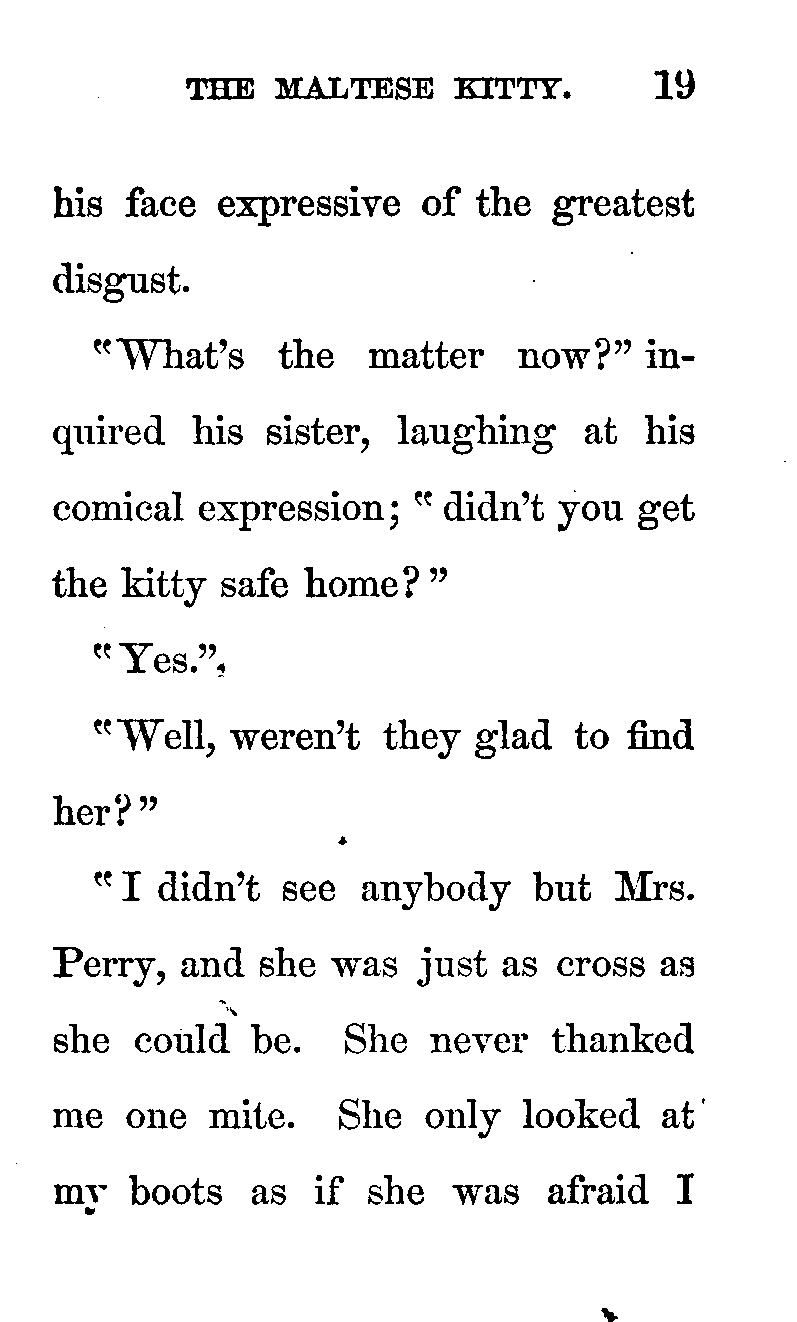 THE MALTESE KITTY. 19
his face expressive of the greatest
disgust.
"What's the matter now?" in-
quired his sister, laughing at his
comical expression; "didn't you get
the kitty safe home?"
"Yes."
"Well, weren't they glad to find
her?"
"I didn't see anybody but Mrs.
Perry, and she was just as cross as
she could be. She never thanked
me one mite. She only looked at
my boots as if she was afraid I